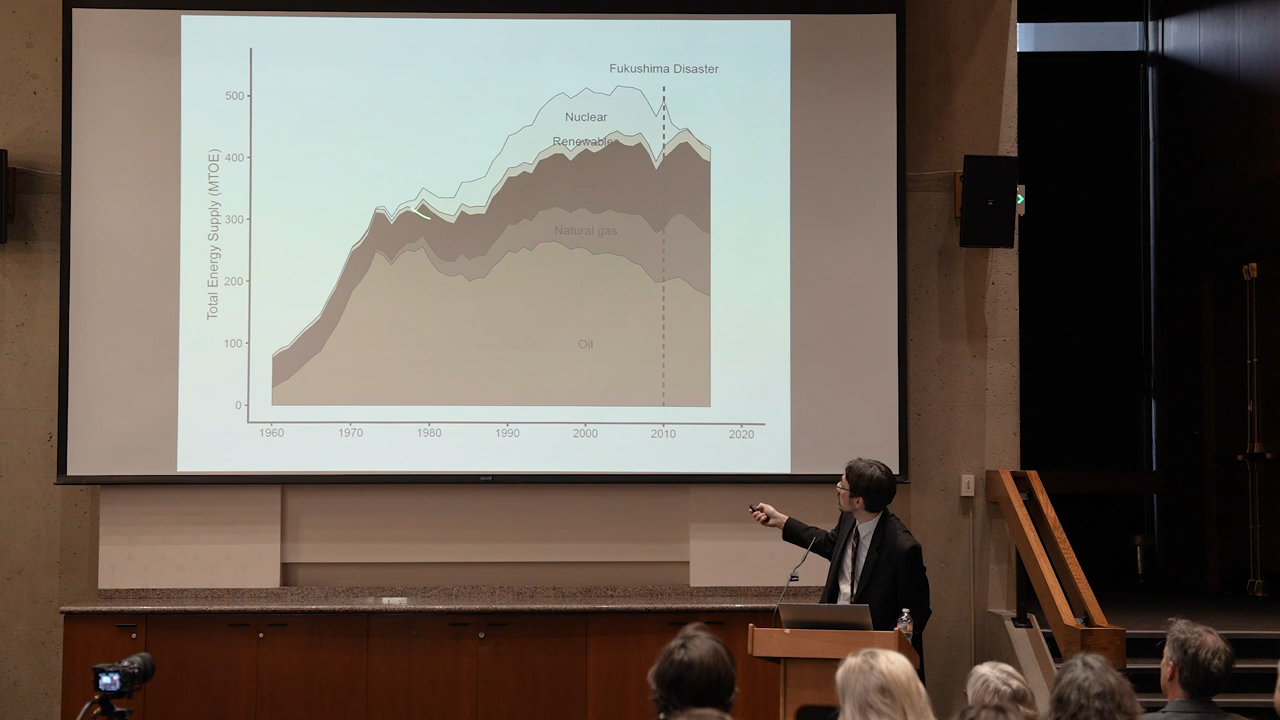 Fukushima Disaster
500
Nuclear
Renewables
400
Total Energy Supply (MTOE)
Coal
300
Natural gas
200
100
Oil
0
1960 1970 1980 1990 2000 2010 2020